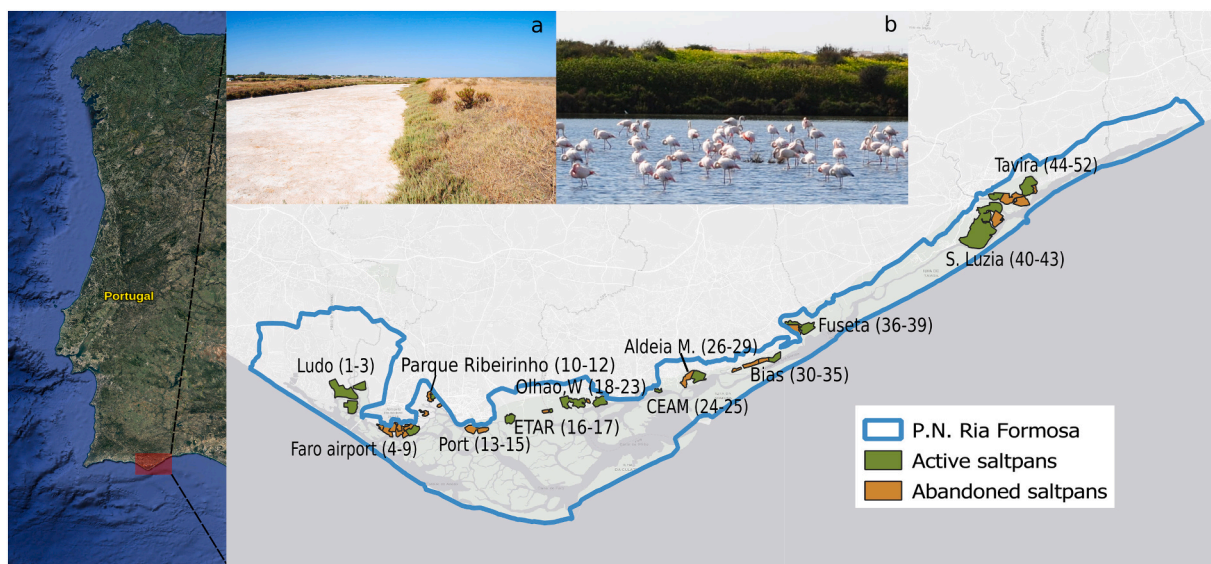 a
b
Portugal
Tavira (44-52)
S. Luzia (40-43)
Fuseta (36-39)
Aldeia M. (26-29)
Bias (30-35)
Ludo (1-3)
Parque Ribeirinho (10-12)
Olhao,W (18-23)
CEAM (24-25)
ETAR (16-17)
Faro airport (4-9)
Port (13-15)
P.N. Ria Formosa
Active saltpans
Abandoned saltpans